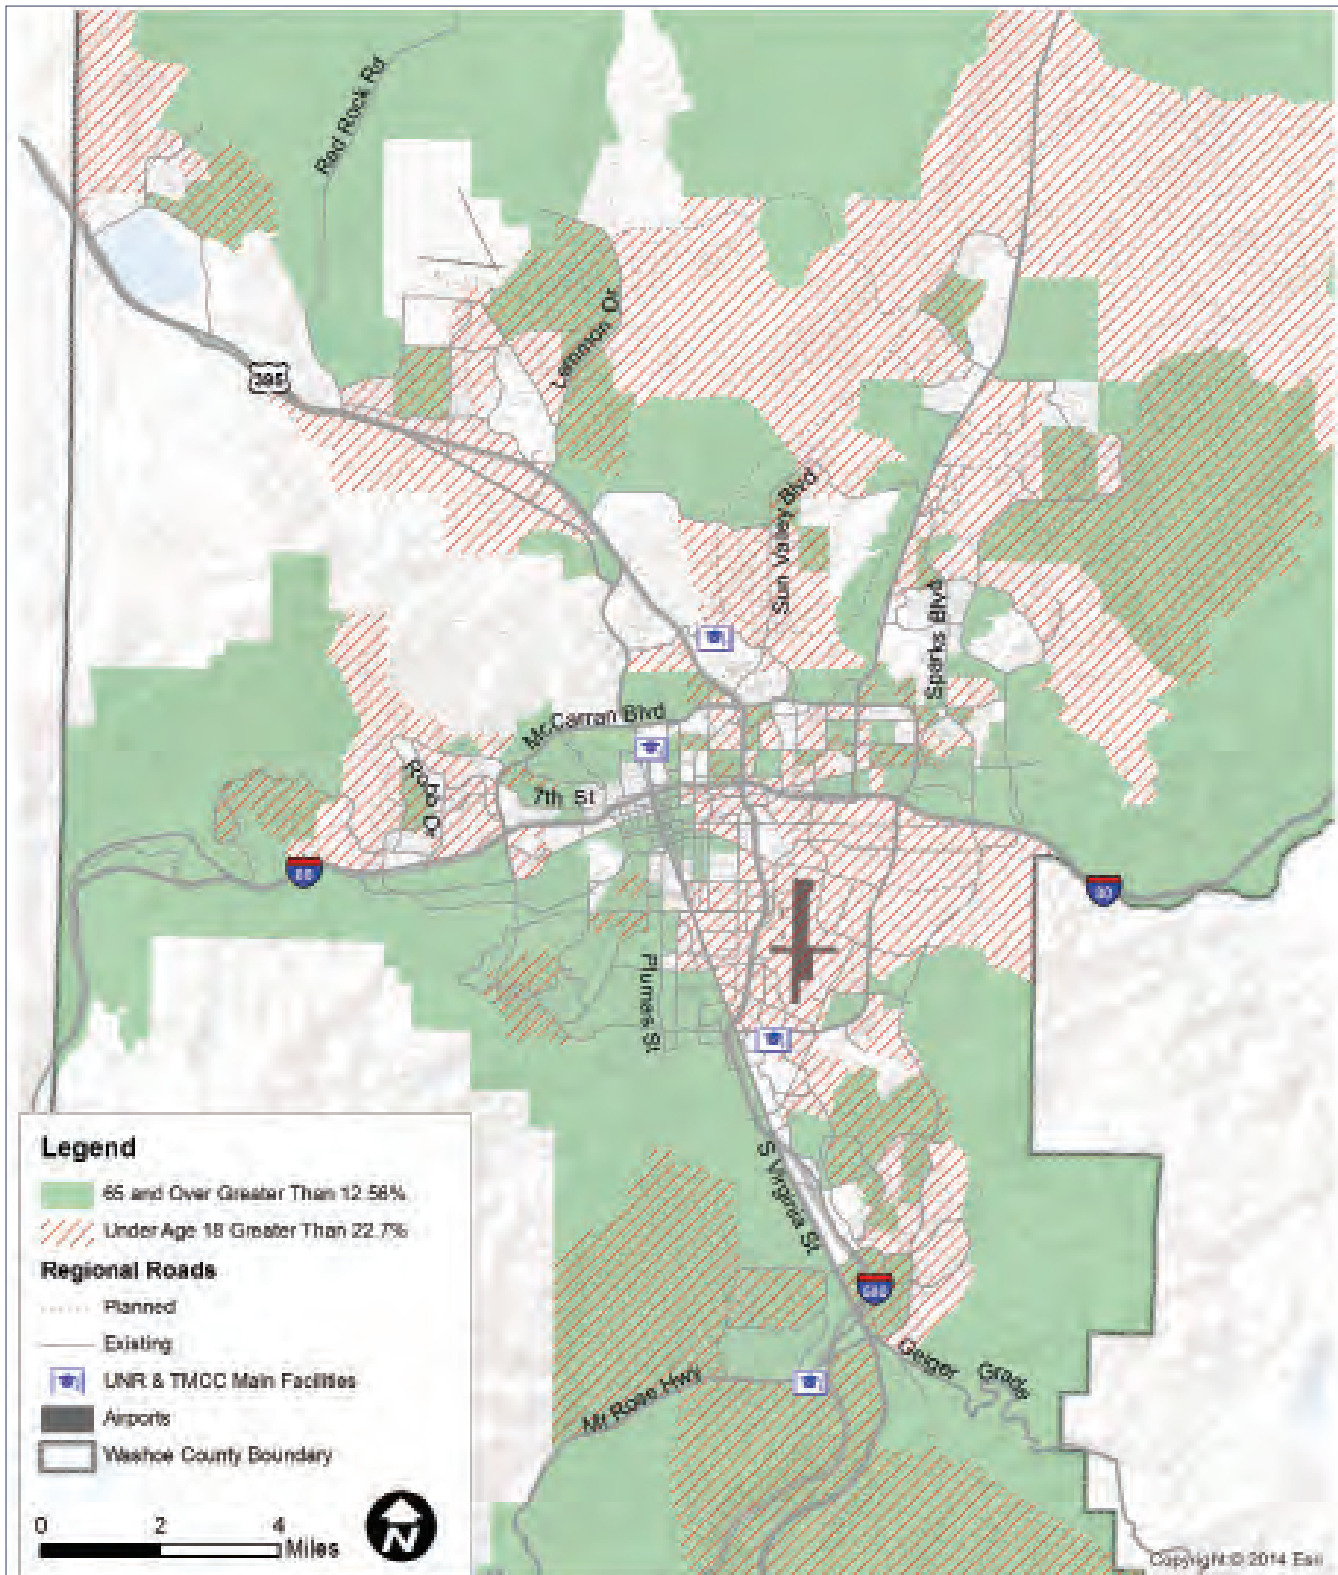 Red Rock Rd
Lemmon Dr
395
Sun Valley Blvd
Sparks Blvd
McCarran Blvd
Robb Dr
7th St
80
80
Plumas St
S Virginia St
580
Geiger Grade
Mt Rose Hwy
Legend
65 and Over Greater Than 12.58%
Under Age 18 Greater Than 22.7%
Regional Roads
Planned
Existing
UNR & TMCC Main Facilities
Airports
Washoe County Boundary
0 2 4
Miles
N
Copyright:© 2014 Esri